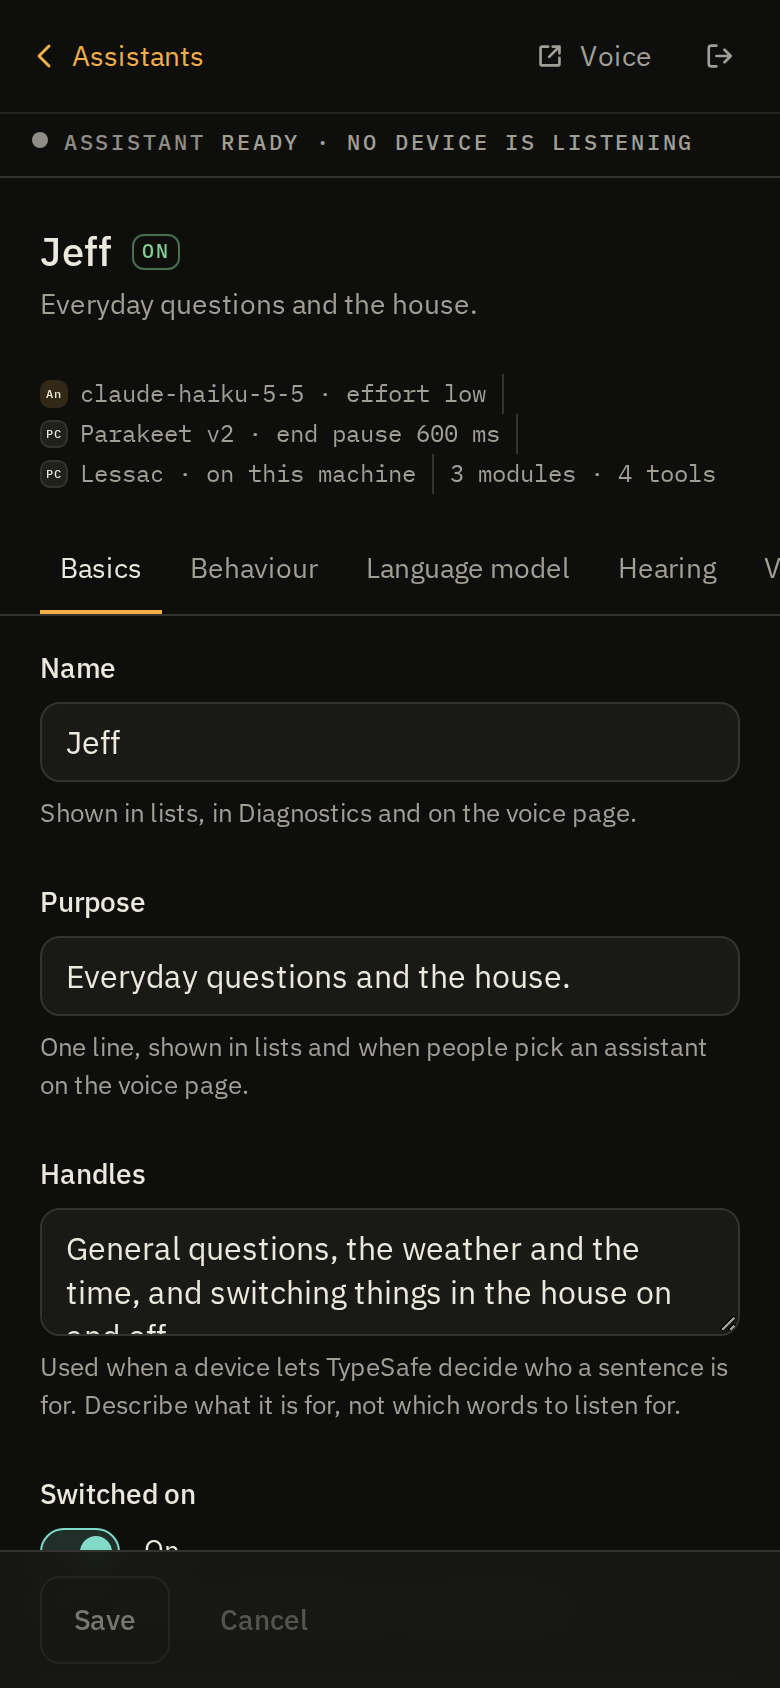 Assistants
Voice
ASSISTANT READY · NO DEVICE IS LISTENING
Jeff ON
Everyday questions and the house.
An claude-haiku-5-5 · effort low
PC Parakeet v2 · end pause 600 ms
PC Lessac · on this machine 3 modules · 4 tools
Basics Behaviour Language model Hearing V
Name
Jeff
Shown in lists, in Diagnostics and on the voice page.
Purpose
Everyday questions and the house.
One line, shown in lists and when people pick an assistant
on the voice page.
Handles
General questions, the weather and the
time, and switching things in the house on
and off
Used when a device lets TypeSafe decide who a sentence is
for. Describe what it is for, not which words to listen for.
Switched on
On
Save Cancel